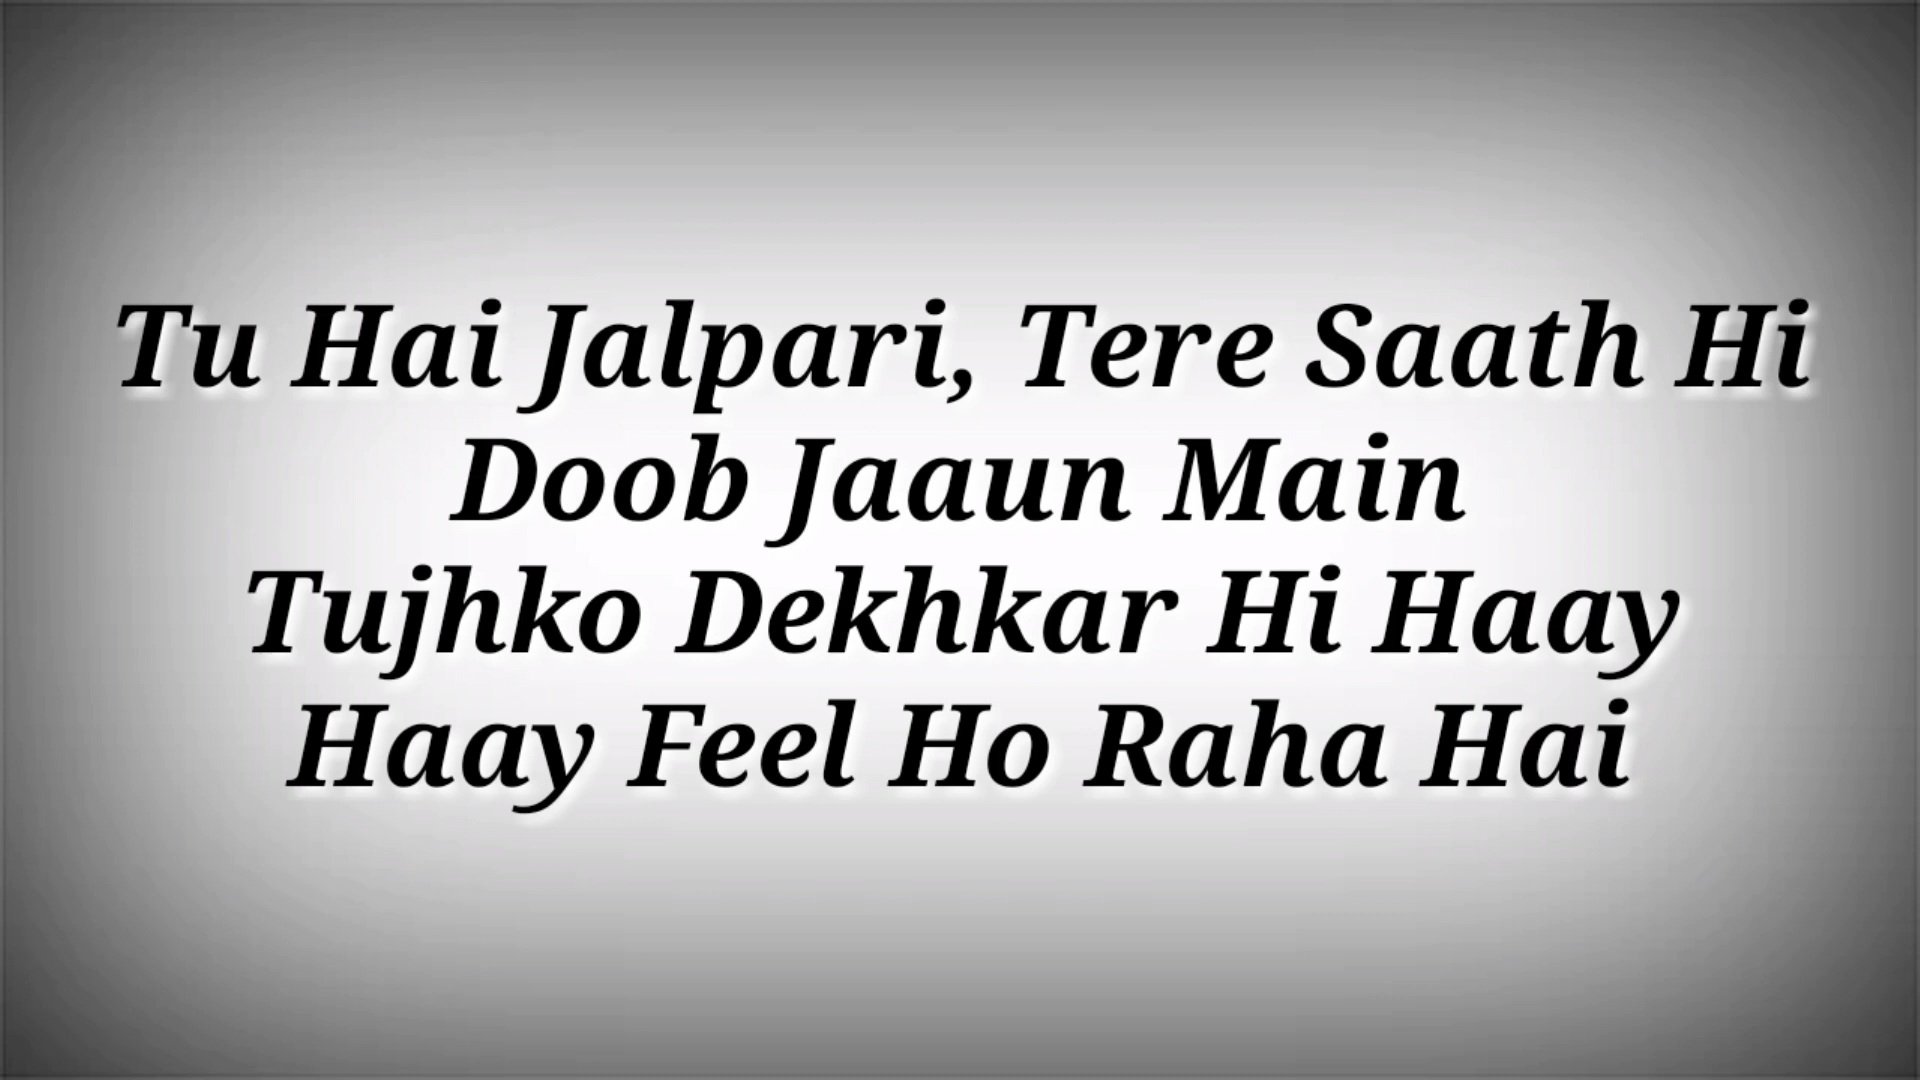 Tu Hai Jalpari, Tere Saath Hi
Doob Jaaun Main
Tujhko Dekhkar Hi Haay
Haay Feel Ho Raha Hai